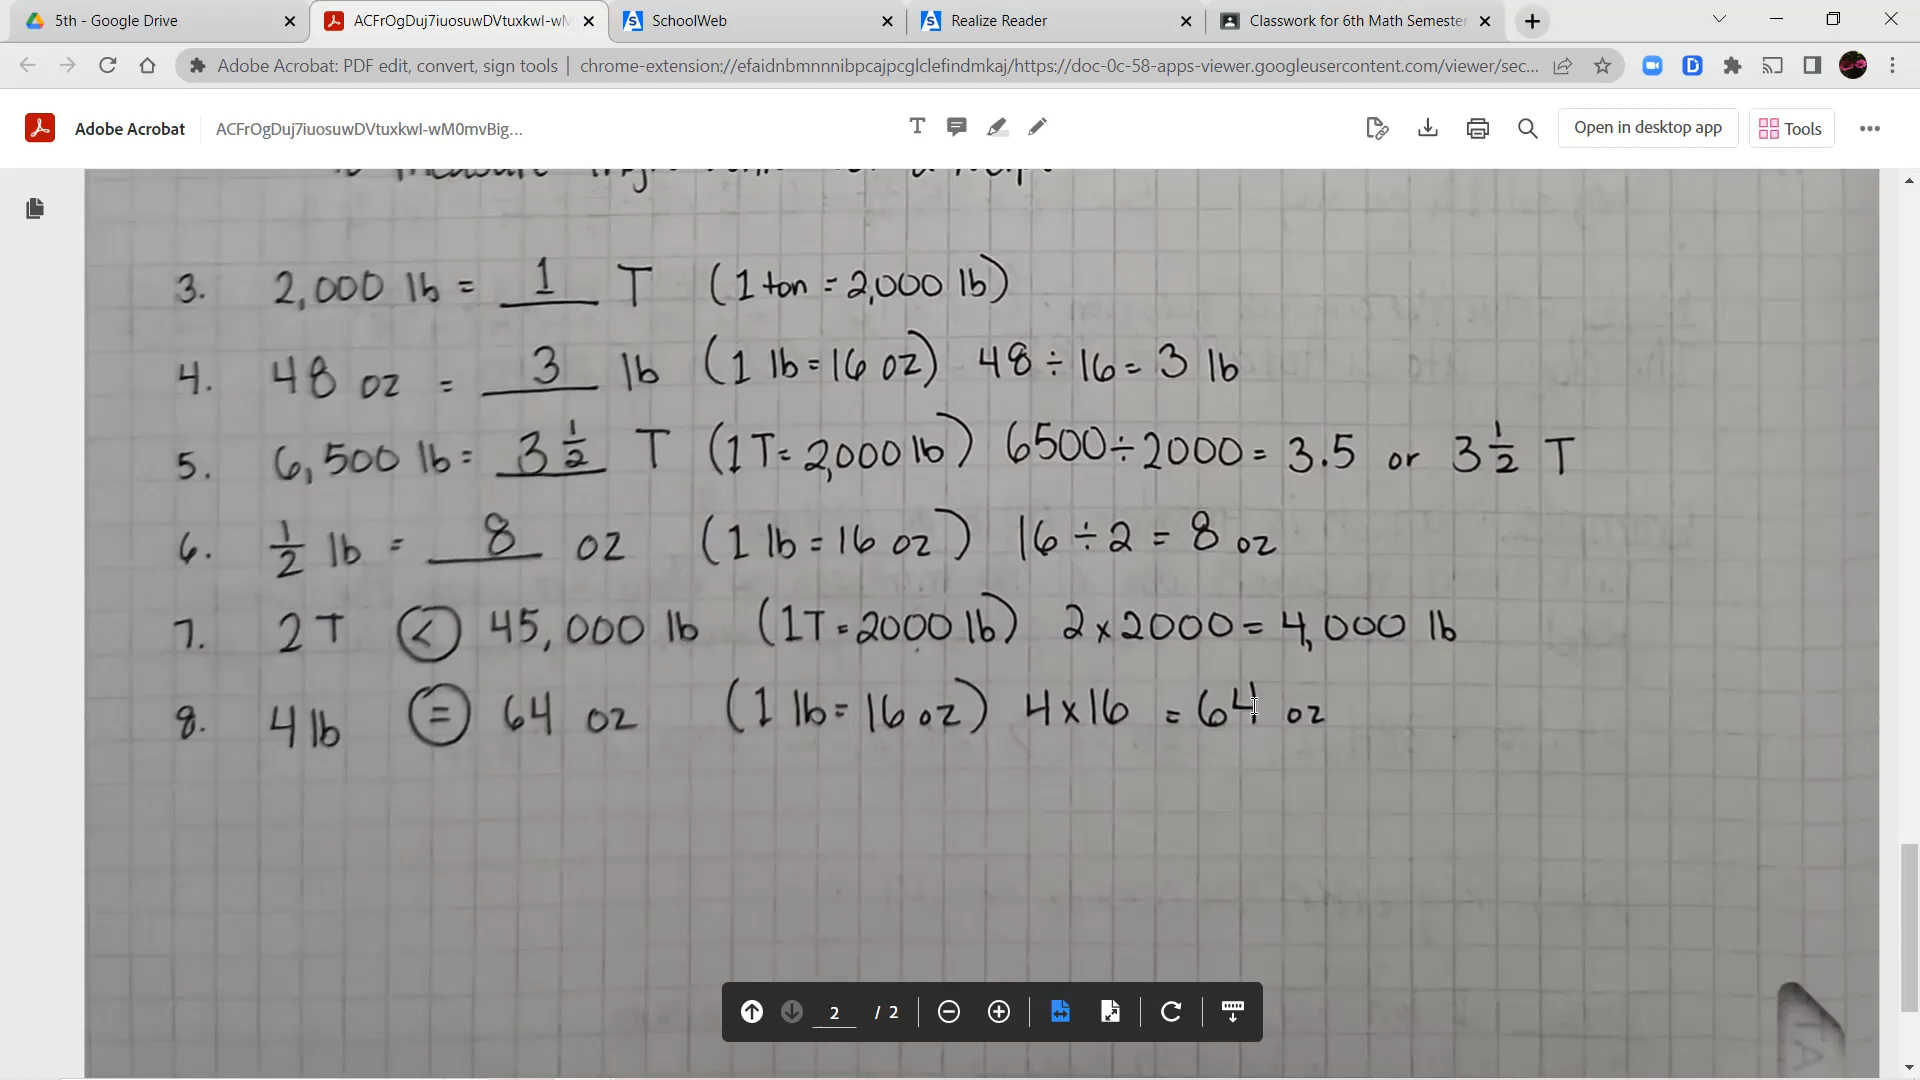 5th - Google Drive
ACFrOgDuj7iuosuwDVtuxkwl-wM
SchoolWeb
Realize Reader
Classwork for 6th Math Semester
Adobe Acrobat: PDF edit, convert, sign tools | chrome-extension://efaidnbmnnnibpcajpcglclefindmkaj/https://doc-0c-58-apps-viewer.googleusercontent.com/viewer/sec...
Adobe Acrobat
ACFrOgDuj7iuosuwDVtuxkwl-wM0mvBig...
Open in desktop app
Tools
3. 2,000 lb = 1 T (1 ton = 2,000 lb)
4. 48 oz = 3 lb (1 lb = 16 oz) 48 ÷ 16 = 3 lb
5. 6,500 lb = 3 1/2 T (1T = 2,000 lb) 6500 ÷ 2000 = 3.5 or 3 1/2 T
6. 1/2 lb = 8 oz (1 lb = 16 oz) 16 ÷ 2 = 8 oz
7. 2 T < 45,000 lb (1T = 2000 lb) 2 x 2000 = 4,000 lb
8. 4 lb = 64 oz (1 lb = 16 oz) 4 x 16 = 64 oz
2 / 2